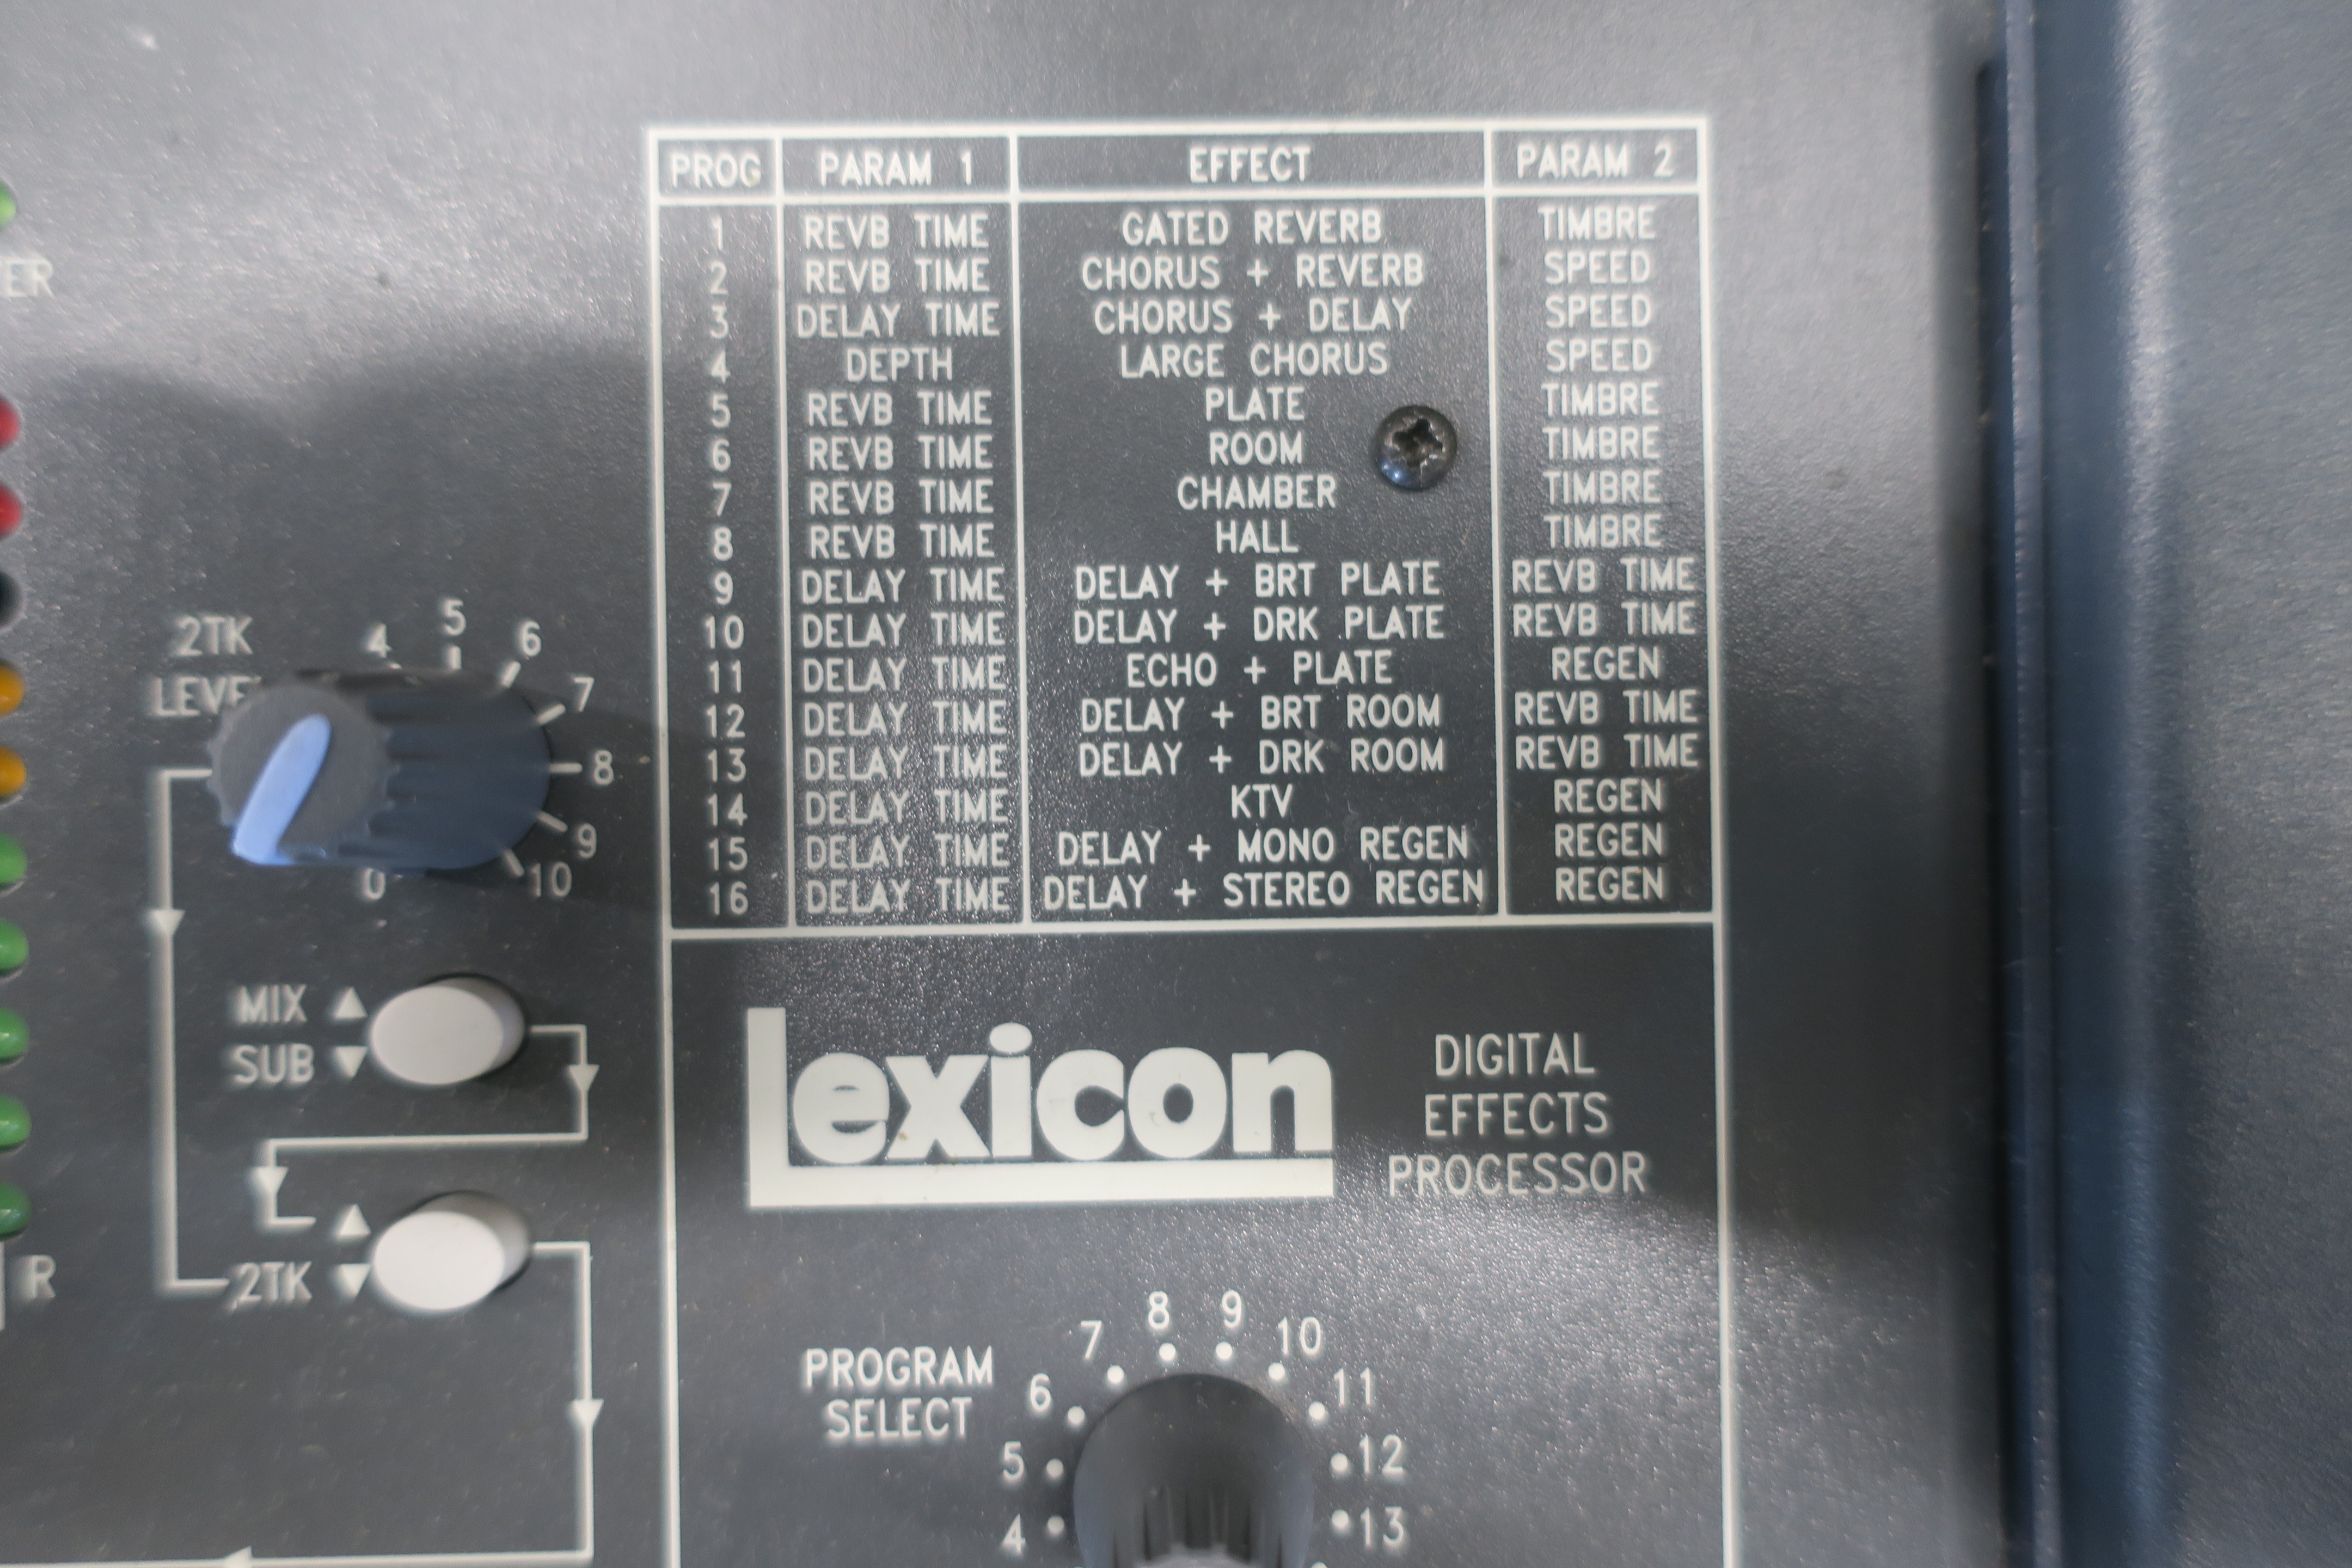 PROG PARAM 1 EFFECT PARAM 2
1 REVB TIME GATED REVERB TIMBRE
2 REVB TIME CHORUS + REVERB SPEED
3 DELAY TIME CHORUS + DELAY SPEED
4 DEPTH LARGE CHORUS SPEED
5 REVB TIME PLATE TIMBRE
6 REVB TIME ROOM TIMBRE
7 REVB TIME CHAMBER TIMBRE
8 REVB TIME HALL TIMBRE
9 DELAY TIME DELAY + BRT PLATE REVB TIME
10 DELAY TIME DELAY + DRK PLATE REVB TIME
11 DELAY TIME ECHO + PLATE REGEN
12 DELAY TIME DELAY + BRT ROOM REVB TIME
13 DELAY TIME DELAY + DRK ROOM REVB TIME
14 DELAY TIME KTV REGEN
15 DELAY TIME DELAY + MONO REGEN REGEN
16 DELAY TIME DELAY + STEREO REGEN REGEN
ER
2TK
LEVE
4 5 6 7 8 9 10
0
MIX
SUB
2TK
R
lexicon
DIGITAL
EFFECTS
PROCESSOR
PROGRAM
SELECT
4 5 6 7 8 9 10 11 12 13